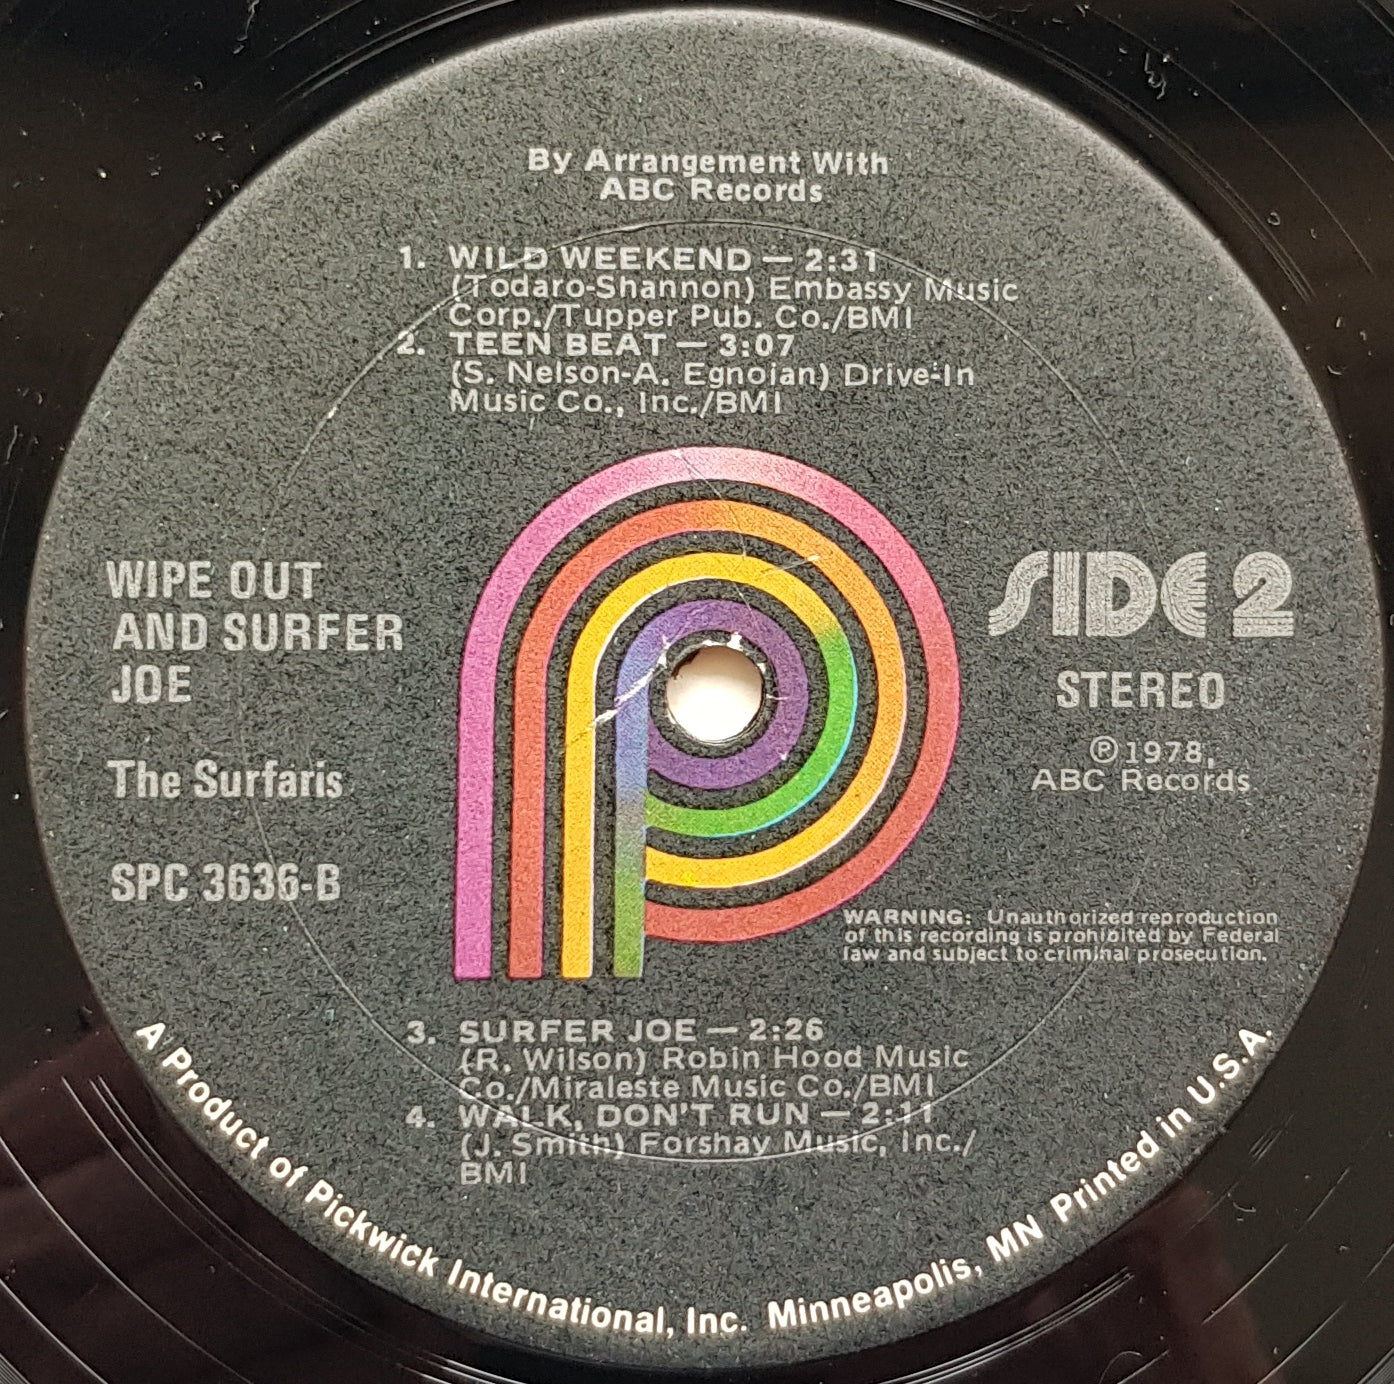 By Arrangement With
ABC Records
1. WILD WEEKEND — 2:31
(Todaro-Shannon) Embassy Music
Corp./Tupper Pub. Co./BMI
2. TEEN BEAT — 3:07
(S. Nelson-A. Egnoian) Drive-In
Music Co., Inc./BMI
WIPE OUT
AND SURFER
JOE
The Surfaris
SPC 3636-B
SIDE 2
STEREO
℗1978,
ABC Records
WARNING: Unauthorized reproduction
of this recording is prohibited by Federal
law and subject to criminal prosecution.
3. SURFER JOE — 2:26
(R. Wilson) Robin Hood Music
Co./Miraleste Music Co./BMI
4. WALK, DON'T RUN — 2:11
(J. Smith) Forshay Music, Inc./
BMI
A Product of Pickwick International, Inc. Minneapolis, MN Printed in U.S.A.